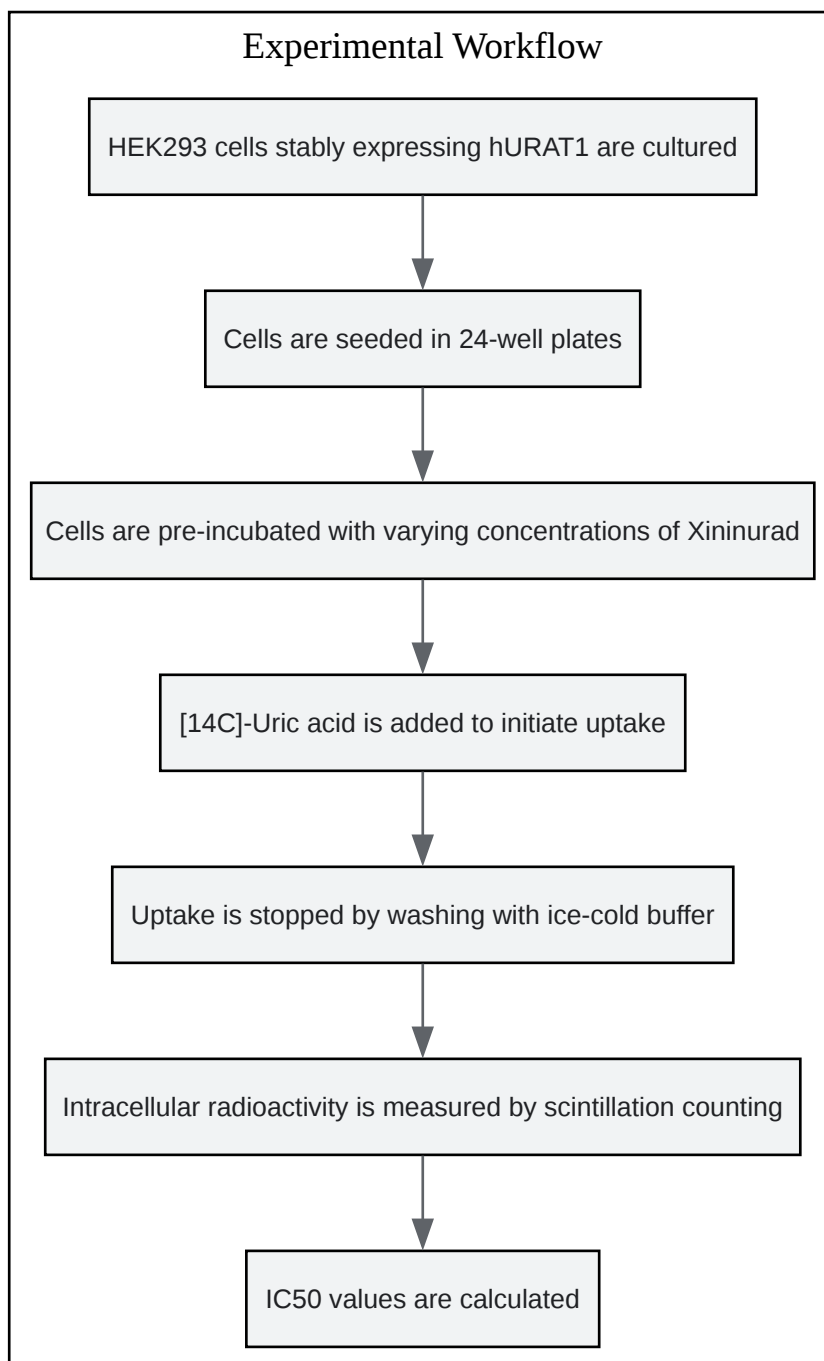 Experimental Workflow
HEK293 cells stably expressing hURAT1 are cultured
Cells are seeded in 24-well plates
Cells are pre-incubated with varying concentrations of Xininurad
[14C]-Uric acid is added to initiate uptake
Uptake is stopped by washing with ice-cold buffer
Intracellular radioactivity is measured by scintillation counting
IC50 values are calculated